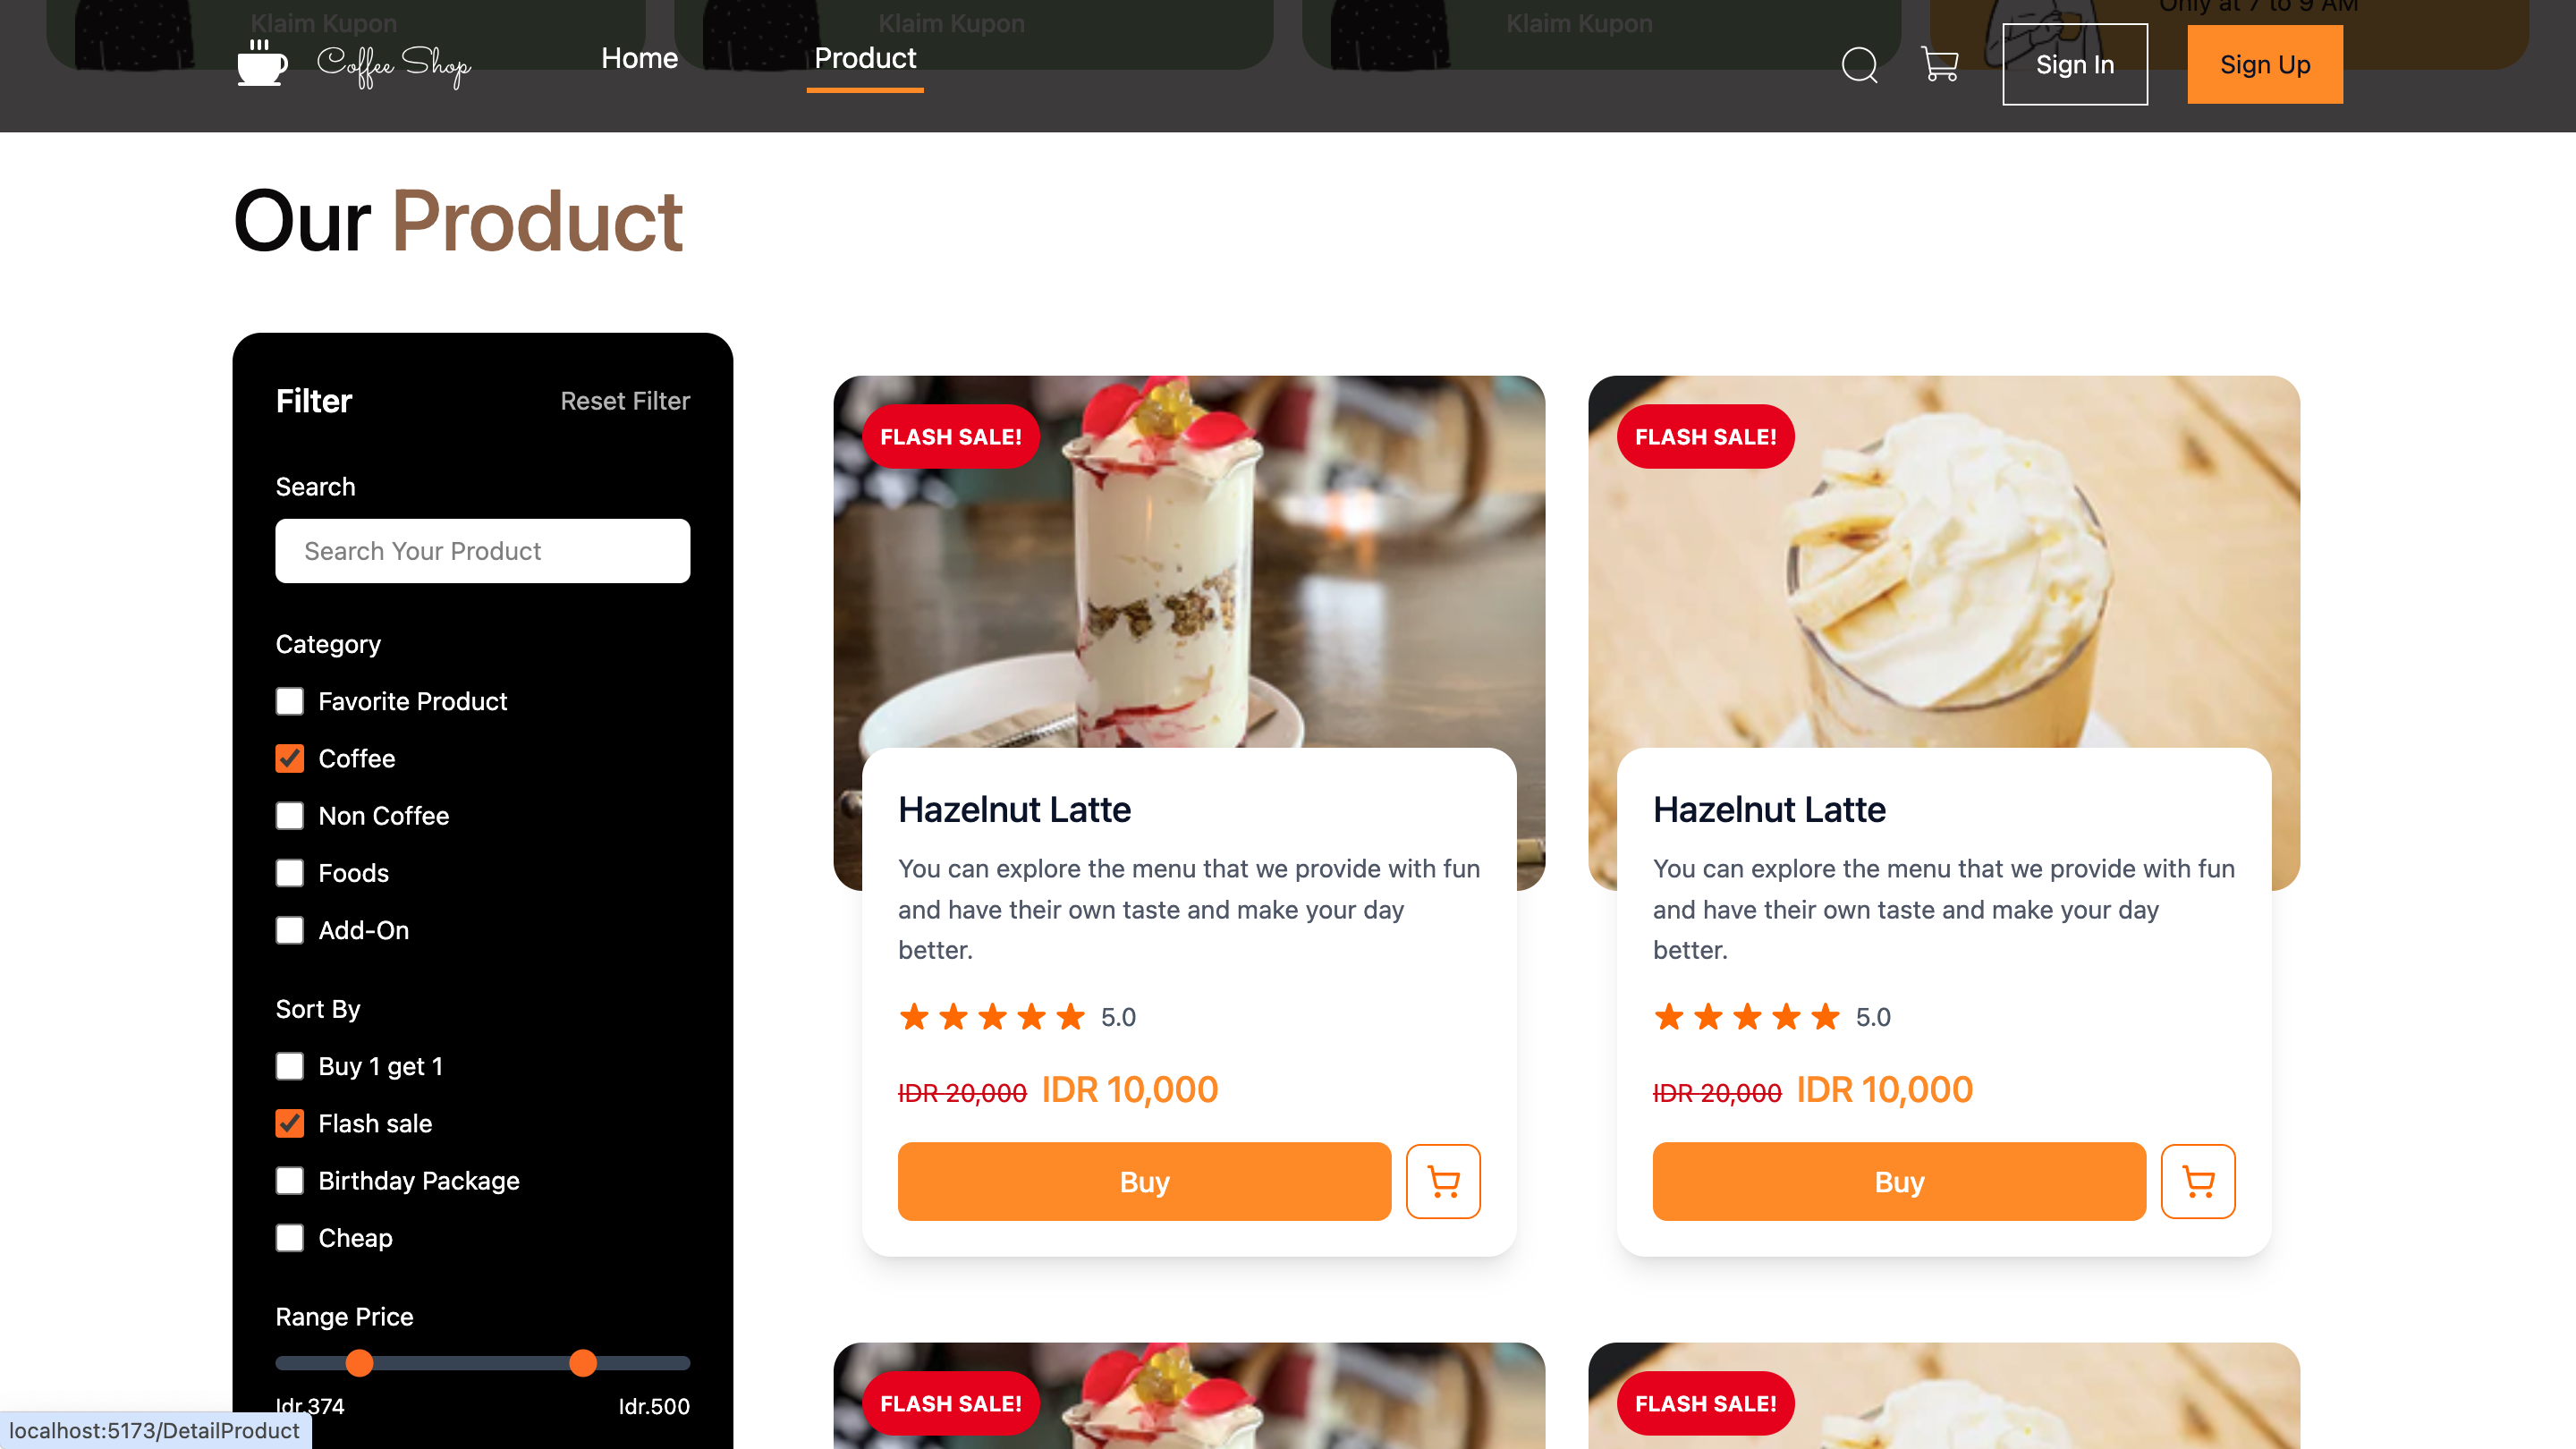 Klaim Kupon
Klaim Kupon
Klaim Kupon
Only at 7 to 9 AM
Coffee Shop
Home
Product
Sign In
Sign Up
Our Product
Filter
Reset Filter
Search
Search Your Product
Category
Favorite Product
Coffee
Non Coffee
Foods
Add-On
Sort By
Buy 1 get 1
Flash sale
Birthday Package
Cheap
Range Price
Idr.374
Idr.500
FLASH SALE!
Hazelnut Latte
You can explore the menu that we provide with fun
and have their own taste and make your day
better.
5.0
IDR 20,000 IDR 10,000
Buy
FLASH SALE!
Hazelnut Latte
You can explore the menu that we provide with fun
and have their own taste and make your day
better.
5.0
IDR 20,000 IDR 10,000
Buy
FLASH SALE!
FLASH SALE!
localhost:5173/DetailProduct